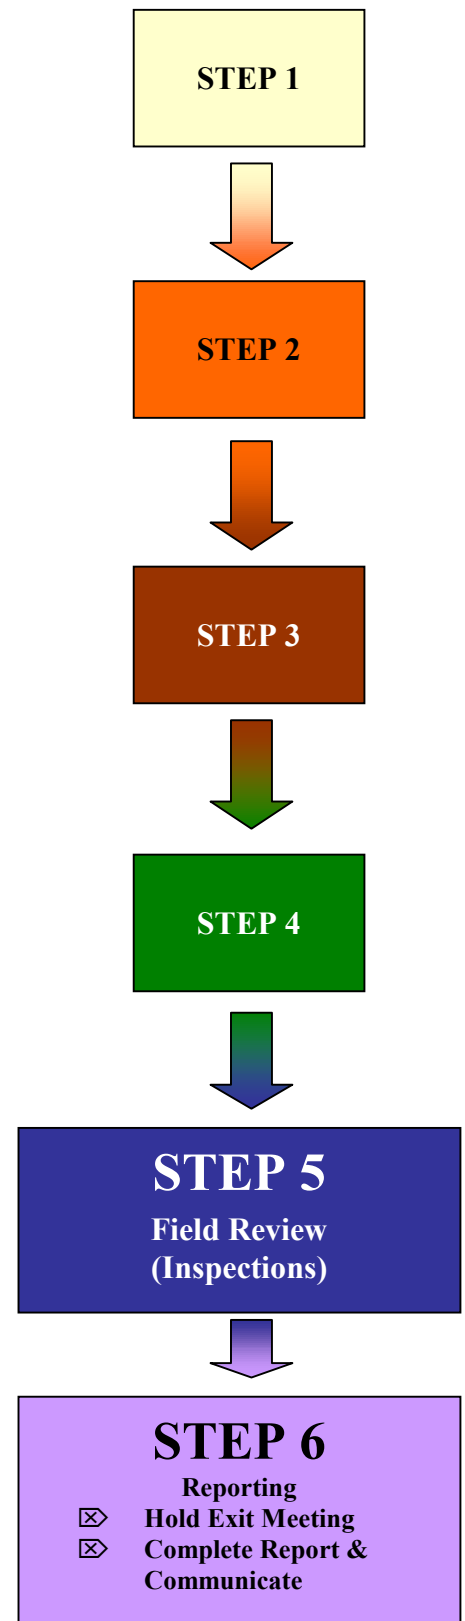 STEP 1
STEP 2
STEP 3
STEP 4
STEP 5
Field Review
(Inspections)
STEP 6
Reporting
⌦ Hold Exit Meeting
⌦ Complete Report &
Communicate